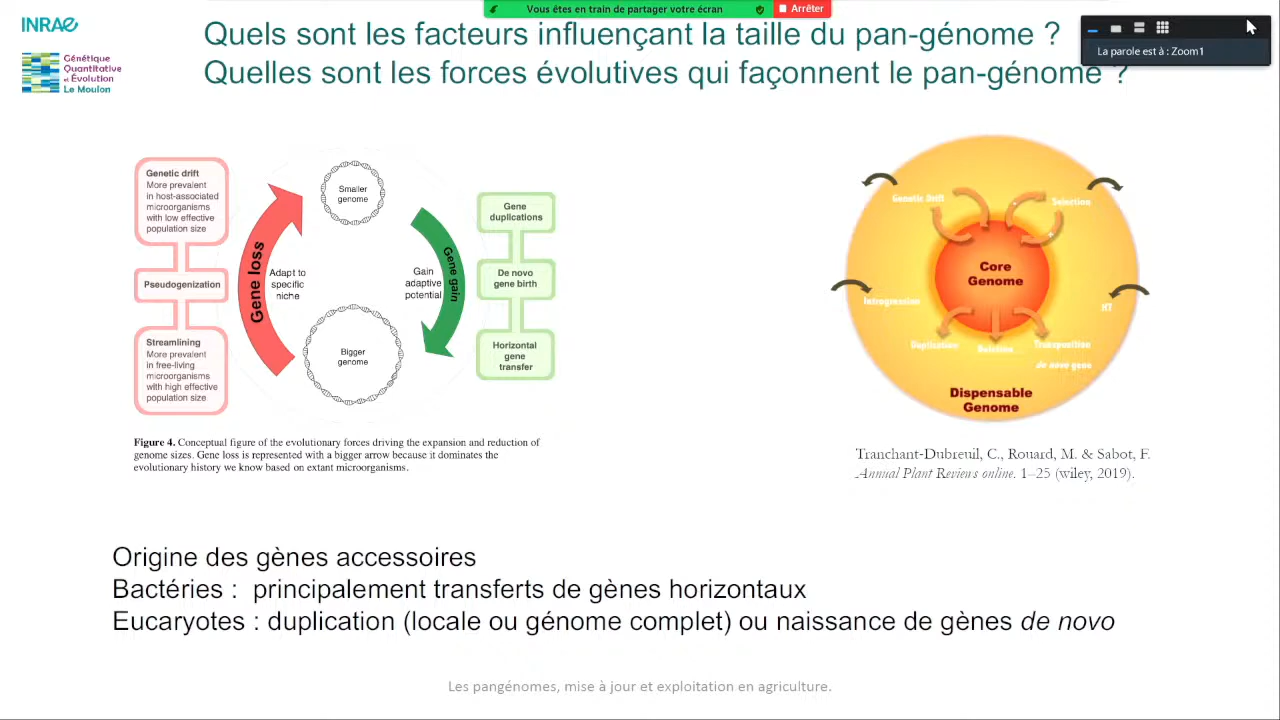 Vous êtes en train de partager votre écran
Arrêter
La parole est à : Zoom1
INRAE
Génétique
Quantitative
et Évolution
Le Moulon
Quels sont les facteurs influençant la taille du pan-génome ?
Quelles sont les forces évolutives qui façonnent le pan-génome ?
Genetic drift
More prevalent
in host-associated
microorganisms
with low effective
population size
Pseudogenization
Streamlining
More prevalent
in free-living
microorganisms
with high effective
population size
Gene loss
Adapt to
specific
niche
Smaller
genome
Bigger
genome
Gain
adaptive
potential
Gene gain
Gene
duplications
De novo
gene birth
Horizontal
gene
transfer
Figure 4. Conceptual figure of the evolutionary forces driving the expansion and reduction of
genome sizes. Gene loss is represented with a bigger arrow because it dominates the
evolutionary history we know based on extant microorganisms.
Genetic Drift
Selection
Core
Genome
Introgression
HT
Duplication
Deletion
Transposition
de novo gene
Dispensable
Genome
Tranchant-Dubreuil, C., Rouard, M. & Sabot, F.
Annual Plant Reviews online. 1–25 (wiley, 2019).
Origine des gènes accessoires
Bactéries : principalement transferts de gènes horizontaux
Eucaryotes : duplication (locale ou génome complet) ou naissance de gènes de novo
Les pangénomes, mise à jour et exploitation en agriculture.